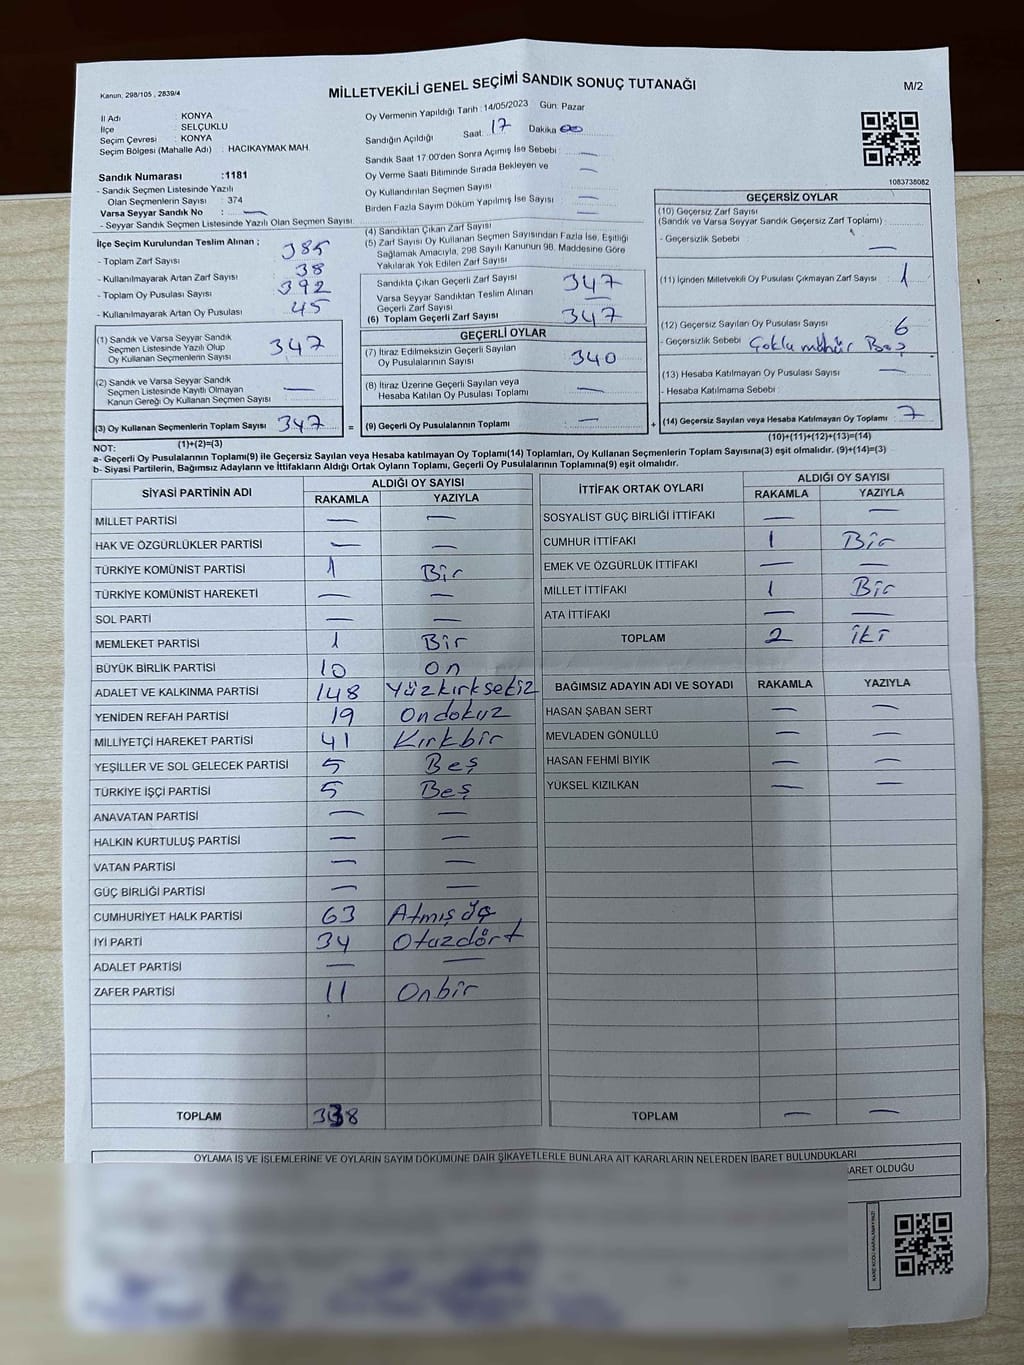 Kanun; 298/105 , 2839/4
MİLLETVEKİLİ GENEL SEÇİMİ SANDIK SONUÇ TUTANAĞI
M/2
İl Adı : KONYA
İlçe : SELÇUKLU
Seçim Çevresi : KONYA
Seçim Bölgesi (Mahalle Adı) : HACIKAYMAK MAH.
Oy Vermenin Yapıldığı Tarih : 14/05/2023 Gün: Pazar
Sandığın Açıldığı Saat 17 Dakika 00
Sandık Saat 17:00'den Sonra Açımış İse Sebebi : —
Oy Verme Saati Bitiminde Sırada Bekleyen ve
Oy Kullandırılan Seçmen Sayısı —
Birden Fazla Sayım Döküm Yapılmış İse Sayısı —
Sandık Numarası :1181
- Sandık Seçmen Listesinde Yazılı
Olan Seçmenlerin Sayısı : 374
Varsa Seyyar Sandık No : —
- Seyyar Seçmen Listesinde Yazılı Olan Seçmen Sayısı
1083738082
İlçe Seçim Kurulundan Teslim Alınan ;
- Toplam Zarf Sayısı 385
- Kullanılmayarak Artan Zarf Sayısı 38
- Toplam Oy Pusulası Sayısı 392
- Kullanılmayarak Artan Oy Pusulası 45
(4) Sandıktan Çıkan Zarf Sayısı —
(5) Zarf Sayısı Oy Kullanan Seçmen Sayısından Fazla İse, Eşitliği
Sağlamak Amacıyla, 298 Sayılı Kanunun 98. Maddesine Göre
Yakılarak Yok Edilen Zarf Sayısı
Sandıkta Çıkan Geçerli Zarf Sayısı 347
Varsa Seyyar Sandıktan Teslim Alınan
Geçerli Zarf Sayısı —
(6) Toplam Geçerli Zarf Sayısı 347
GEÇERSİZ OYLAR
(10) Geçersiz Zarf Sayısı
(Sandık ve Varsa Seyyar Sandık Geçersiz Zarf Toplamı) :
- Geçersizlik Sebebi —
(11) İçinden Milletvekili Oy Pusulası Çıkmayan Zarf Sayısı 1
(12) Geçersiz Sayılan Oy Pusulası Sayısı 6
- Geçersizlik Sebebi Çoklu mühür Boş
(13) Hesaba Katılmayan Oy Pusulası Sayısı —
- Hesaba Katılmama Sebebi :
(14) Geçersiz Sayılan veya Hesaba Katılmayan Oy Toplamı : 7
(10)+(11)+(12)+(13)=(14)
(1) Sandık ve Varsa Seyyar Sandık
Seçmen Listesinde Yazılı Olup
Oy Kullanan Seçmenlerin Sayısı 347
(2) Sandık ve Varsa Seyyar Sandık
Seçmen Listesinde Kayıtlı Olmayan
Kanun Gereği Oy Kullanan Seçmen Sayısı —
(3) Oy Kullanan Seçmenlerin Toplam Sayısı 347 =
(1)+(2)=(3)
GEÇERLİ OYLAR
(7) İtiraz Edilmeksizin Geçerli Sayılan
Oy Pusulalarının Sayısı 340
(8) İtiraz Üzerine Geçerli Sayılan veya
Hesaba Katılan Oy Pusulası Toplamı —
(9) Geçerli Oy Pusulalarının Toplamı — +
NOT:
a- Geçerli Oy Pusulalarının Toplamı(9) ile Geçersiz Sayılan veya Hesaba katılmayan Oy Toplamı(14) Toplamları, Oy Kullanan Seçmenlerin Toplam Sayısına(3) eşit olmalıdır. (9)+(14)=(3)
b- Siyasi Partilerin, Bağımsız Adayların ve İttifakların Aldığı Ortak Oyların Toplamı, Geçerli Oy Pusulalarının Toplamına(9) eşit olmalıdır.
SİYASİ PARTİNİN ADI ALDIĞI OY SAYISI
RAKAMLA YAZIYLA
MİLLET PARTİSİ — —
HAK VE ÖZGÜRLÜKLER PARTİSİ — —
TÜRKİYE KOMÜNİST PARTİSİ 1 Bir
TÜRKİYE KOMÜNİST HAREKETİ — —
SOL PARTİ — —
MEMLEKET PARTİSİ 1 Bir
BÜYÜK BİRLİK PARTİSİ 10 on
ADALET VE KALKINMA PARTİSİ 148 Yüzkırksekiz
YENİDEN REFAH PARTİSİ 19 Ondokuz
MİLLİYETÇİ HAREKET PARTİSİ 41 Kırkbir
YEŞİLLER VE SOL GELECEK PARTİSİ 5 Beş
TÜRKİYE İŞÇİ PARTİSİ 5 Beş
ANAVATAN PARTİSİ — —
HALKIN KURTULUŞ PARTİSİ — —
VATAN PARTİSİ — —
GÜÇ BİRLİĞİ PARTİSİ — —
CUMHURİYET HALK PARTİSİ 63 Atmışüç
İYİ PARTİ 34 Otuzdört
ADALET PARTİSİ — —
ZAFER PARTİSİ 11 Onbir
TOPLAM 338
İTTİFAK ORTAK OYLARI ALDIĞI OY SAYISI
RAKAMLA YAZIYLA
SOSYALİST GÜÇ BİRLİĞİ İTTİFAKI — —
CUMHUR İTTİFAKI 1 Bir
EMEK VE ÖZGÜRLÜK İTTİFAKI — —
MİLLET İTTİFAKI 1 Bir
ATA İTTİFAKI — —
TOPLAM 2 iki
BAĞIMSIZ ADAYIN ADI VE SOYADI RAKAMLA YAZIYLA
HASAN ŞABAN SERT — —
MEVLADEN GÖNÜLLÜ — —
HASAN FEHMİ BIYIK — —
YÜKSEL KIZILKAN — —
TOPLAM — —
OYLAMA İŞ VE İŞLEMLERİNE VE OYLARIN SAYIM DÖKÜMÜNE DAİR ŞİKAYETLERLE BUNLARA AİT KARARLARIN NELERDEN İBARET BULUNDUKLARI
BARET OLDUĞU